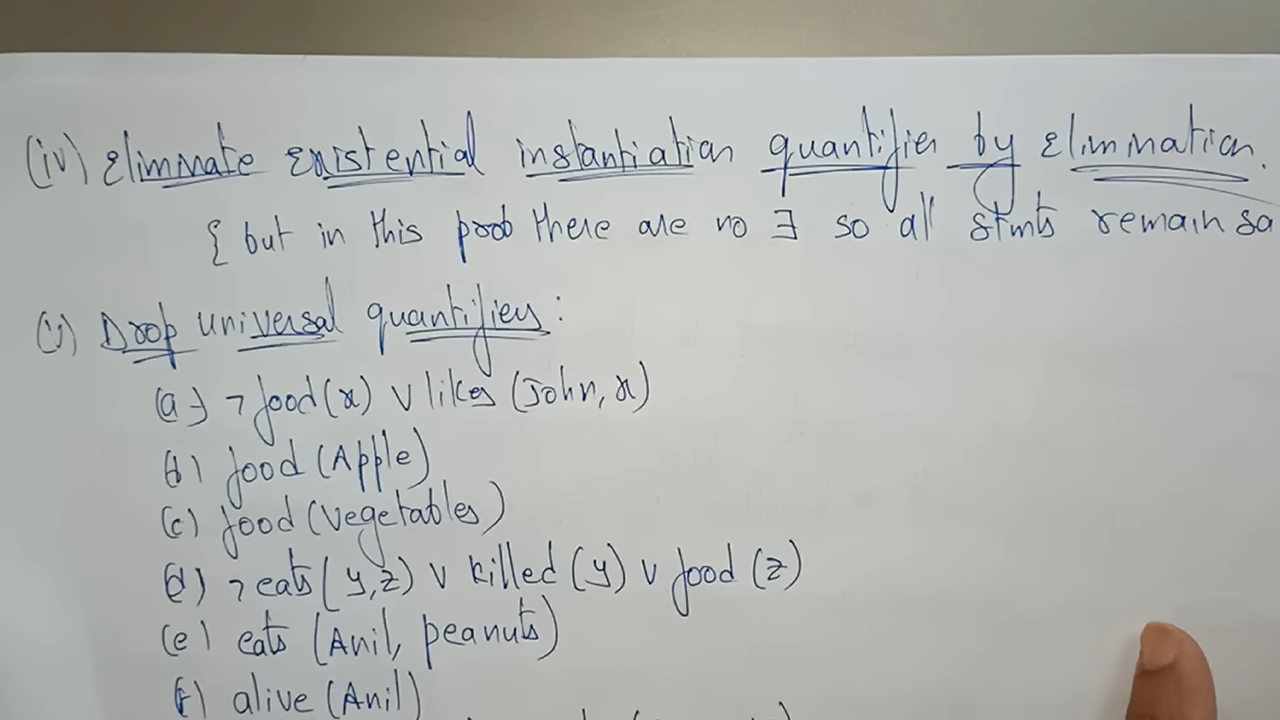 (iv) Eliminate Existential instantiation quantifier by Elimination.
{ but in this prob there are no ∃ so all stmts remain sa
(v) Drop universal quantifiers :
(a) ¬ food(x) ∨ likes (John, x)
(b) food (Apple)
(c) food (vegetables)
(d) ¬ eats( y,z) ∨ killed (y) ∨ food (z)
(e) eats (Anil, peanuts)
(f) alive (Anil)